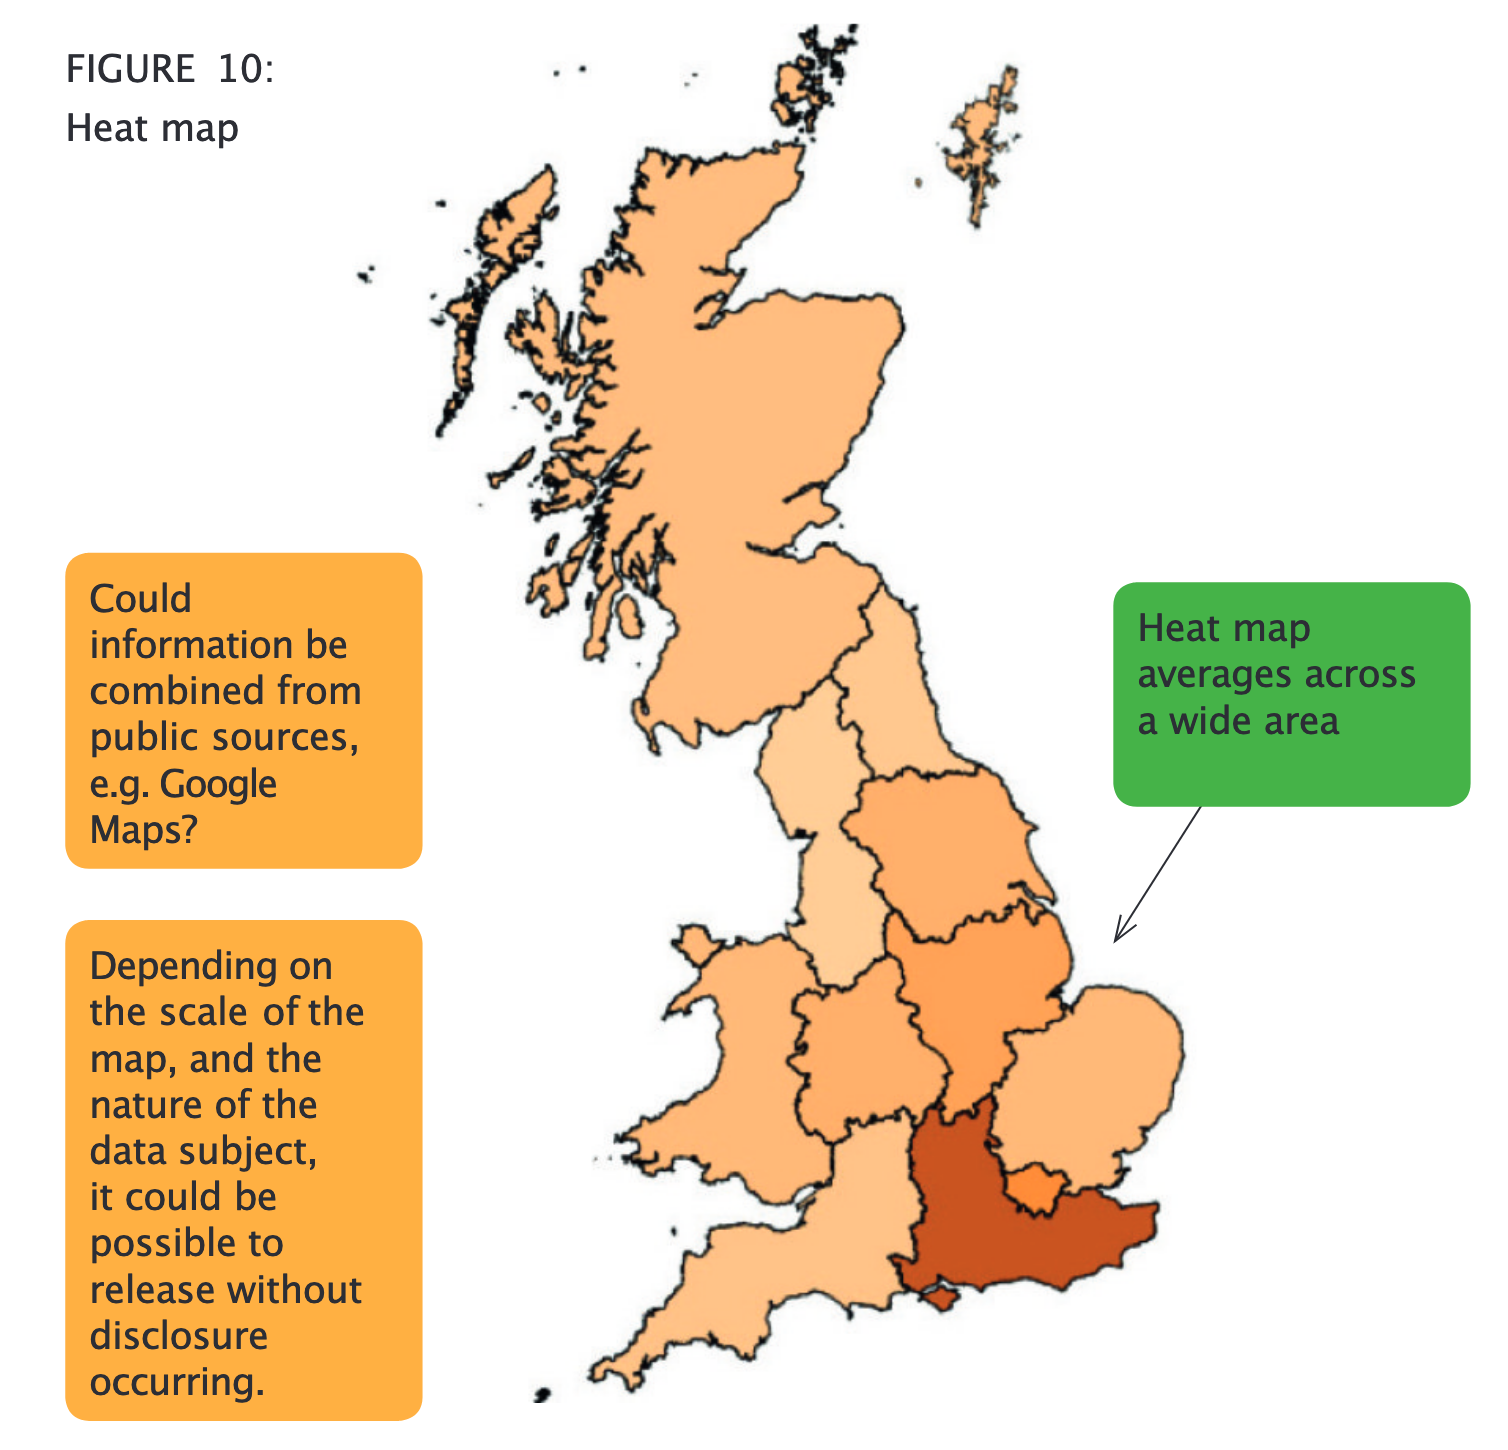 FIGURE 10:
Heat map
Could
information be
combined from
public sources,
e.g. Google
Maps?
Heat map
averages across
a wide area
Depending on
the scale of the
map, and the
nature of the
data subject,
it could be
possible to
release without
disclosure
occurring.